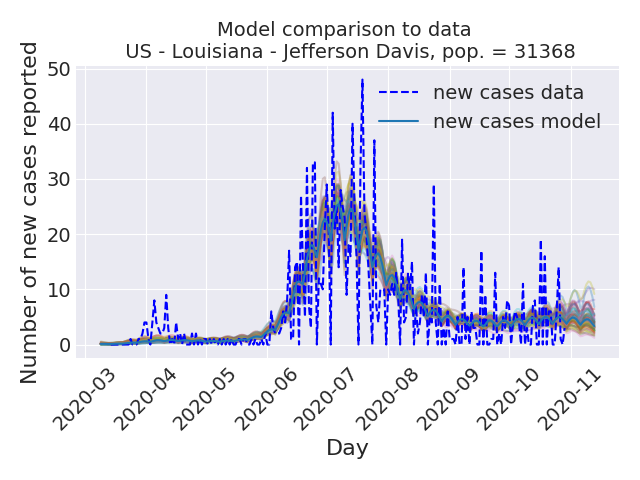 Model comparison to data
US - Louisiana - Jefferson Davis, pop. = 31368
Number of new cases reported
50
40
30
20
10
0
new cases data
new cases model
2020-03
2020-04
2020-05
2020-06
2020-07
2020-08
2020-09
2020-10
2020-11
Day